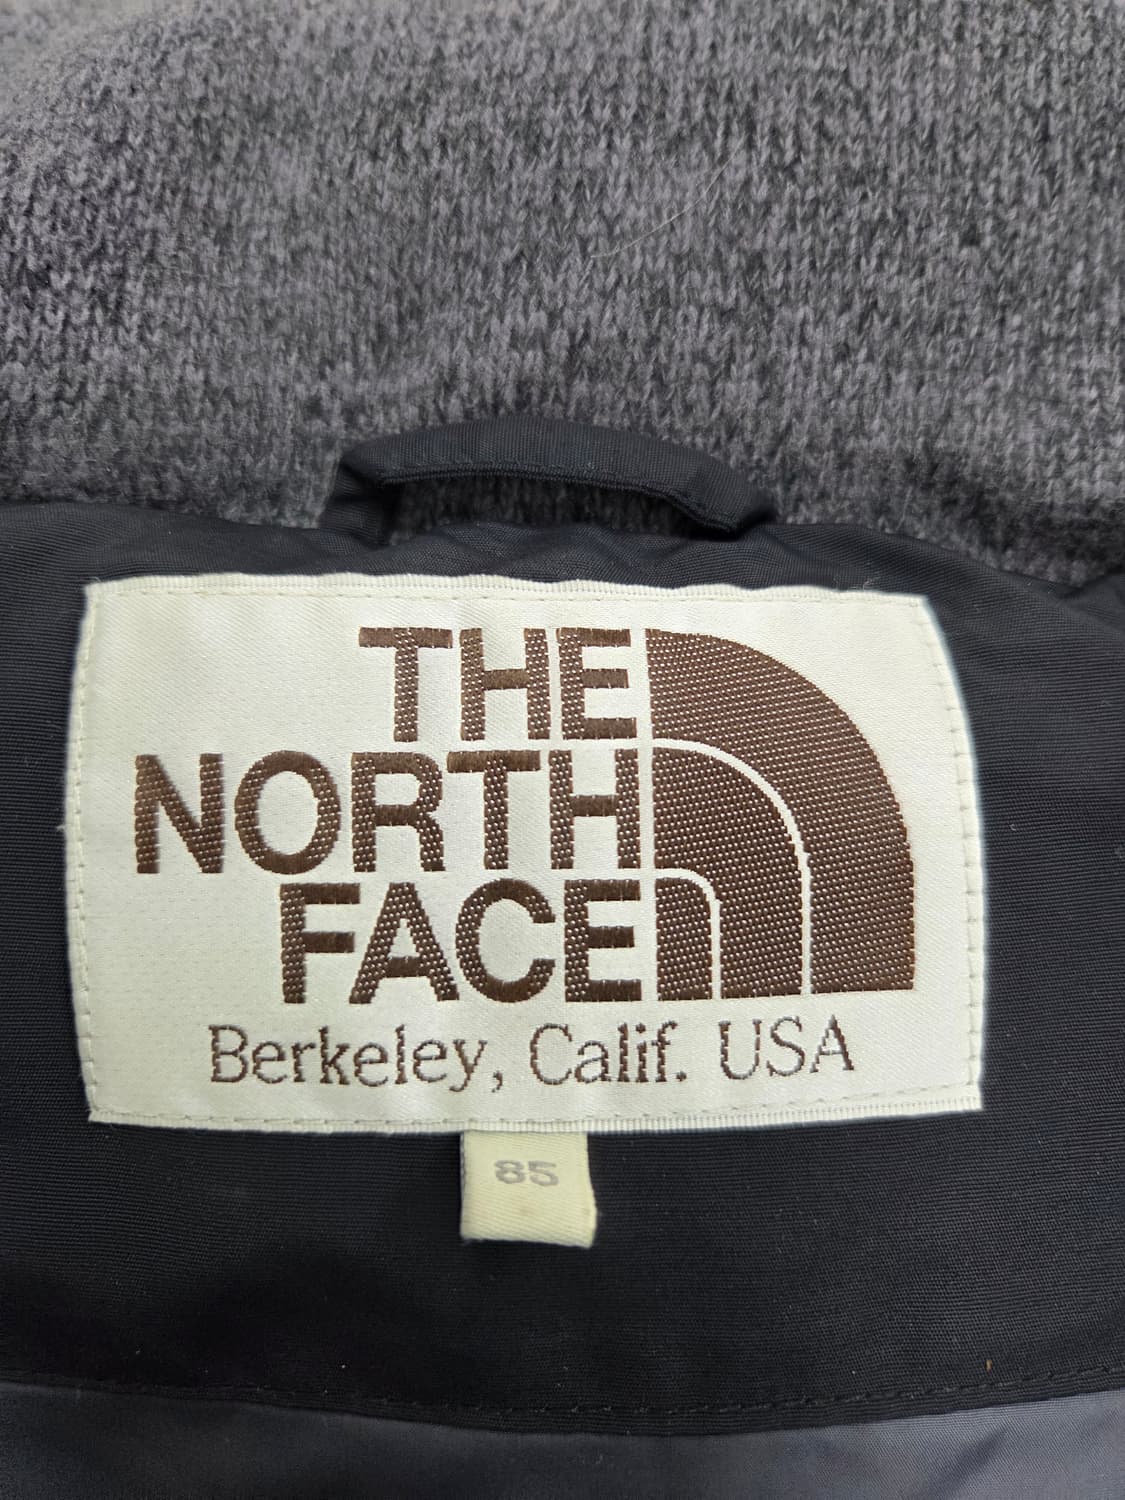 THE
NORTH
FACE
Berkeley, Calif. USA
85